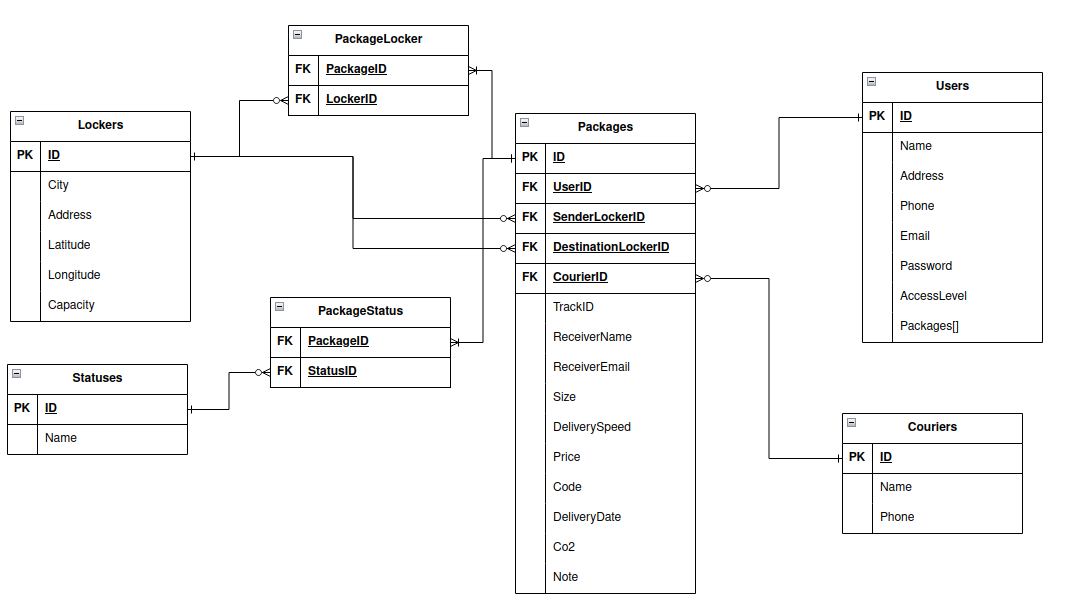 PackageLocker
FK PackageID
FK LockerID
Lockers
PK ID
City
Address
Latitude
Longitude
Capacity
PackageStatus
FK PackageID
FK StatusID
Statuses
PK ID
Name
Packages
PK ID
FK UserID
FK SenderLockerID
FK DestinationLockerID
FK CourierID
TrackID
ReceiverName
ReceiverEmail
Size
DeliverySpeed
Price
Code
DeliveryDate
Co2
Note
Users
PK ID
Name
Address
Phone
Email
Password
AccessLevel
Packages[]
Couriers
PK ID
Name
Phone